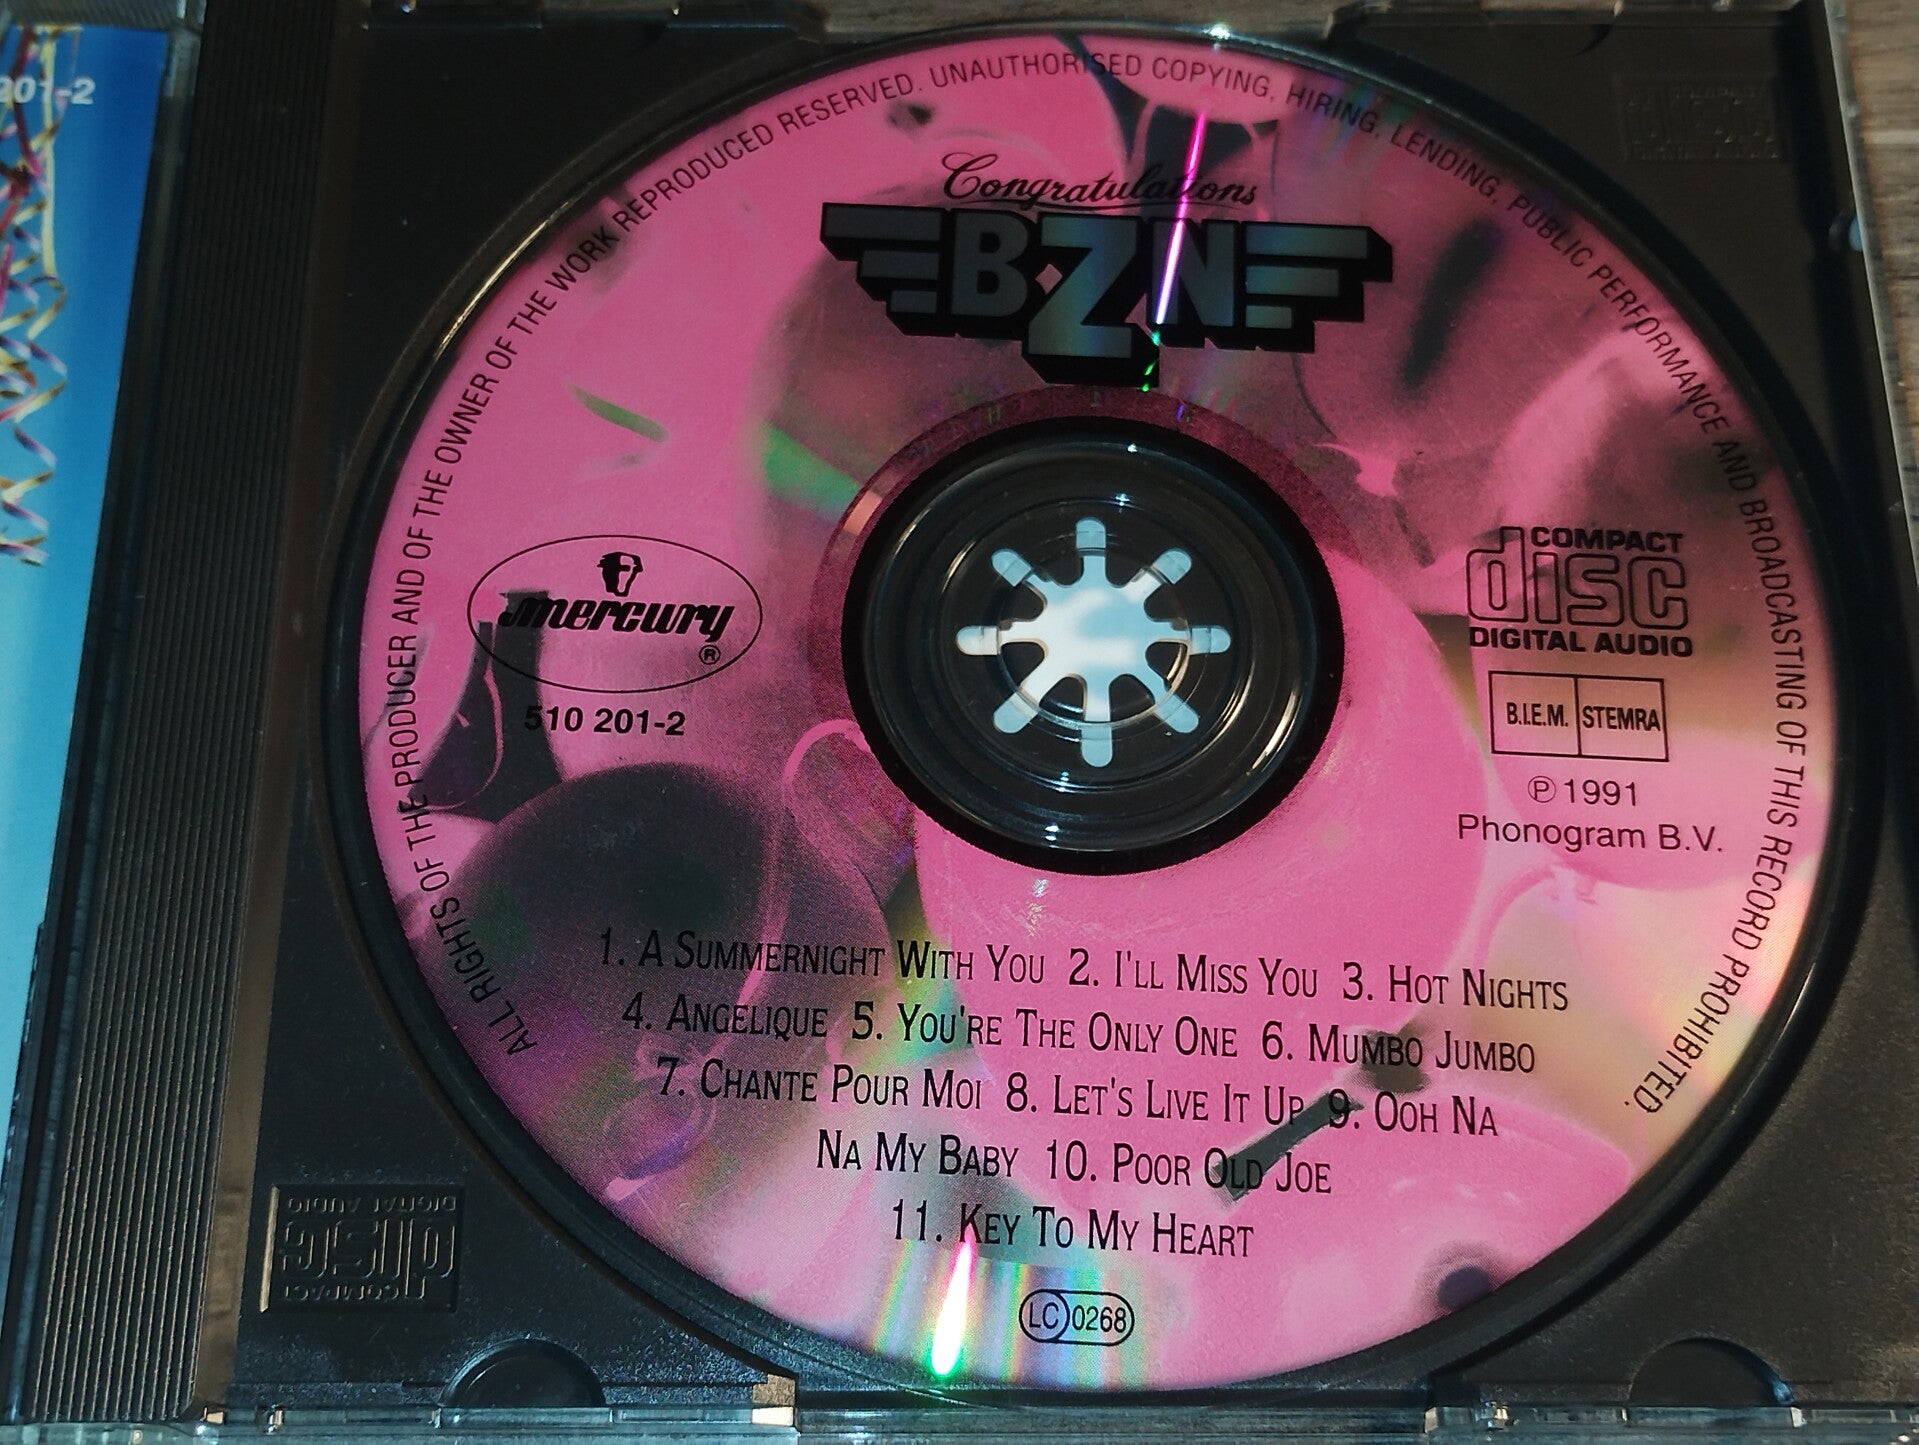 201-2
ALL RIGHTS OF THE PRODUCER AND OF THE OWNER OF THE WORK REPRODUCED RESERVED. UNAUTHORISED COPYING, HIRING, LENDING, PUBLIC PERFORMANCE AND BROADCASTING OF THIS RECORD PROHIBITED.
Congratulations
BZN
mercury
®
510 201-2
COMPACT
disc
DIGITAL AUDIO
B.I.E.M. STEMRA
℗ 1991
Phonogram B.V.
1. A SUMMERNIGHT WITH YOU 2. I'LL MISS YOU 3. HOT NIGHTS
4. ANGELIQUE 5. YOU'RE THE ONLY ONE 6. MUMBO JUMBO
7. CHANTE POUR MOI 8. LET'S LIVE IT UP 9. OOH NA
NA MY BABY 10. POOR OLD JOE
11. KEY TO MY HEART
LC 0268
COMPACT
disc
DIGITAL AUDIO